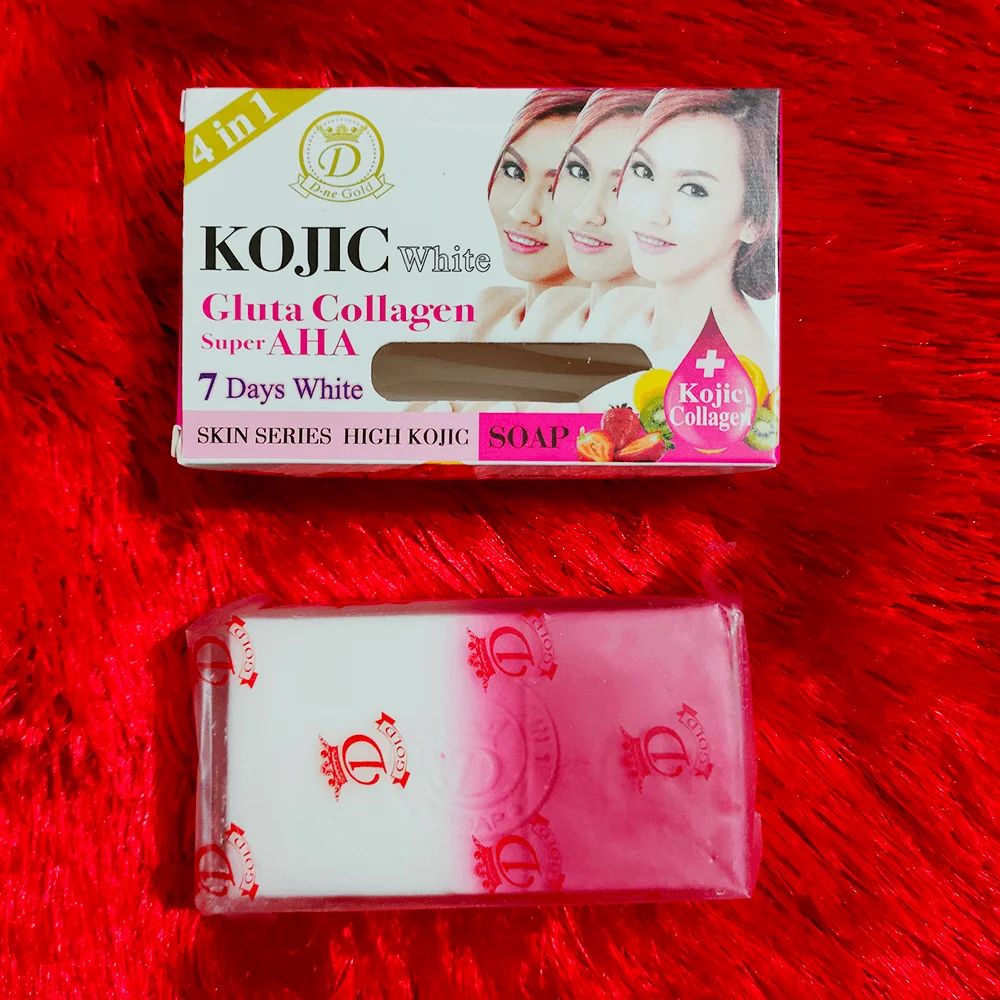 4 in 1
D
D-ne Gold
KOJIC White
Gluta Collagen
Super AHA
7 Days White
SKIN SERIES HIGH KOJIC SOAP
+
Kojic
Collagen
D
GOLD
D
GOLD
D
GOLD
D
GOLD
D
GOLD
D
GOLD